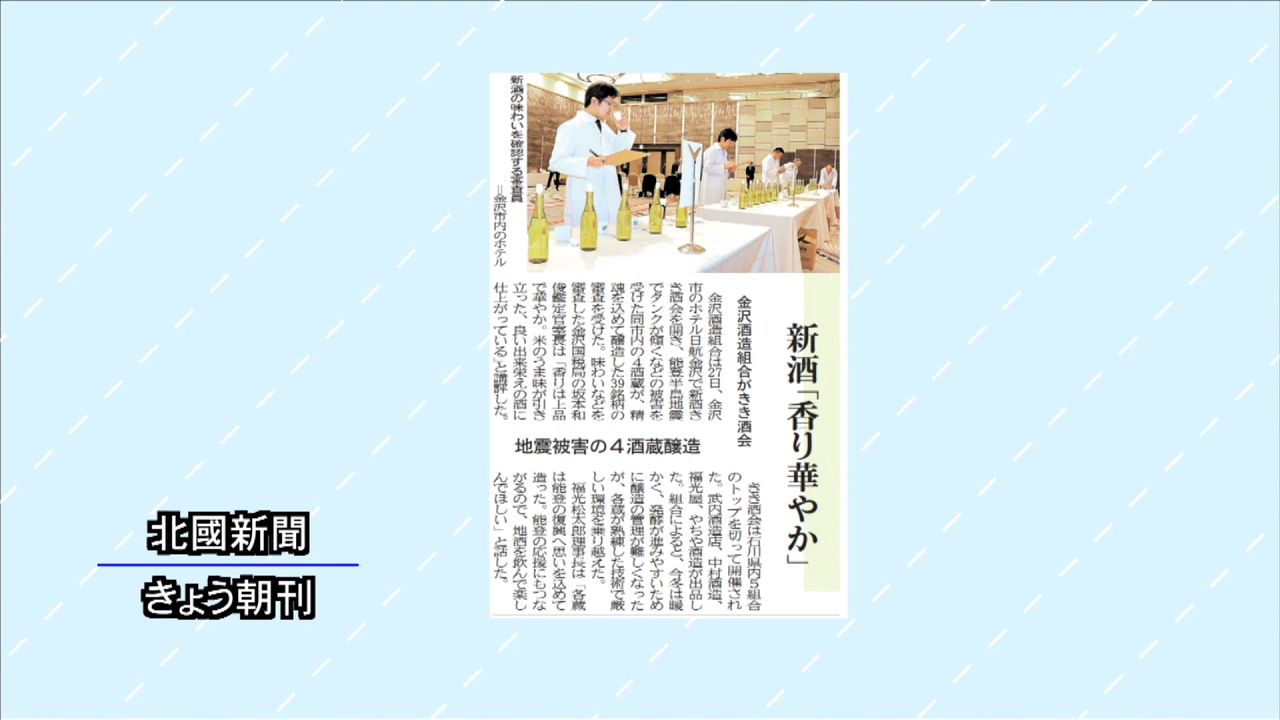 新酒「香り華やか」
金沢酒造組合がきき酒会
新酒の味わいを確認する審査員
＝金沢市内のホテル
金沢酒造組合は27日、金沢
市のホテル日航金沢で新酒き
き酒会を開き、能登半島地震
でタンクが傾くなどの被害を
受けた同市内の4酒蔵が、精
魂を込めて醸造した39銘柄の
審査を受けた。味わいなどを
審査した金沢国税局の坂本和
俊鑑定官室長は「香りは上品
で華やか。米のうま味が引き
立った、良い出来栄えの酒に
仕上がっている」と講評した。
地震被害の4酒蔵醸造
きき酒会は石川県内5組合
のトップを切って開催され
た。武内酒造店、中村酒造、
福光屋、やちや酒造が出品し
た。組合によると、今冬は暖
かく、発酵が進みやすいため
に醸造の管理が難しくなった
が、各蔵が熟練した技術で厳
しい環境を乗り越えた。
福光松太郎理事長は「各蔵
は能登の復興へ思いを込めて
造った。能登の応援にもつな
がるので、地酒を飲んで楽し
んでほしい」と話した。
北國新聞
きょう朝刊